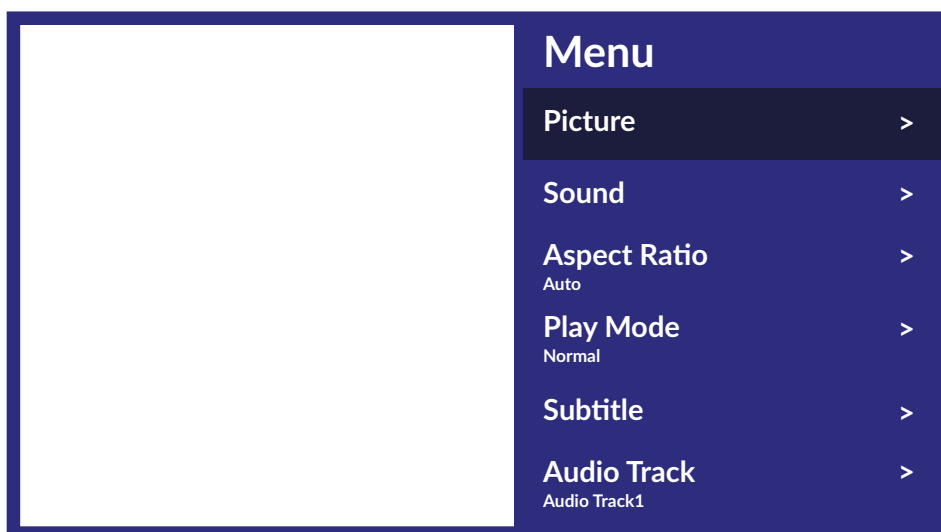 Menu
Picture >
Sound >
Aspect Ratio >
Auto
Play Mode >
Normal
Subtitle >
Audio Track >
Audio Track1